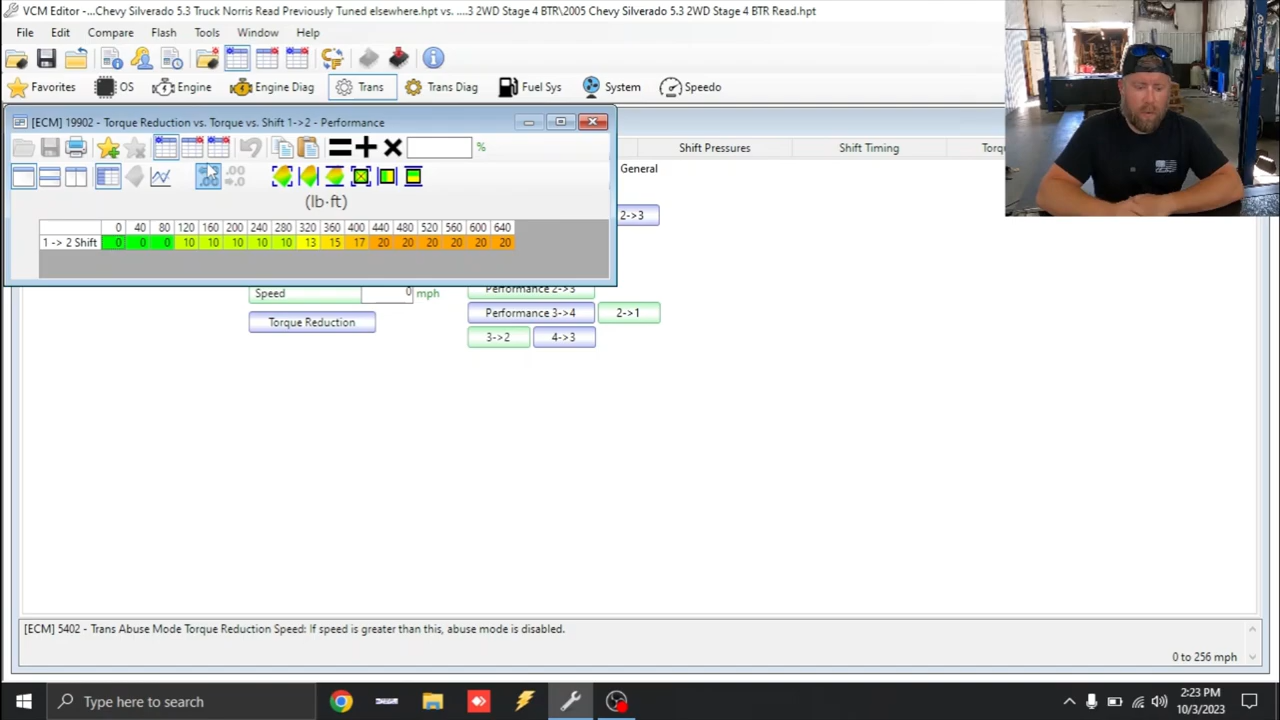 VCM Editor -...Chevy Silverado 5.3 Truck Norris Read Previously Tuned elsewhere.hpt vs. ....3 2WD Stage 4 BTR\2005 Chevy Silverado 5.3 2WD Stage 4 BTR Read.hpt
File Edit Compare Flash Tools Window Help
Favorites OS Engine Engine Diag Trans Trans Diag Fuel Sys System Speedo
[ECM] 19902 - Torque Reduction vs. Torque vs. Shift 1->2 - Performance
%
Shift Pressures Shift Timing
General
(lb·ft)
2->3
0 40 80 120 160 200 240 280 320 360 400 440 480 520 560 600 640
1 -> 2 Shift 0 0 0 10 10 10 10 10 13 15 17 20 20 20 20 20 20
Speed 0 mph Performance 2->3
Performance 3->4 2->1
Torque Reduction
3->2 4->3
[ECM] 5402 - Trans Abuse Mode Torque Reduction Speed: If speed is greater than this, abuse mode is disabled.
0 to 256 mph
Type here to search
2:23 PM
10/3/2023